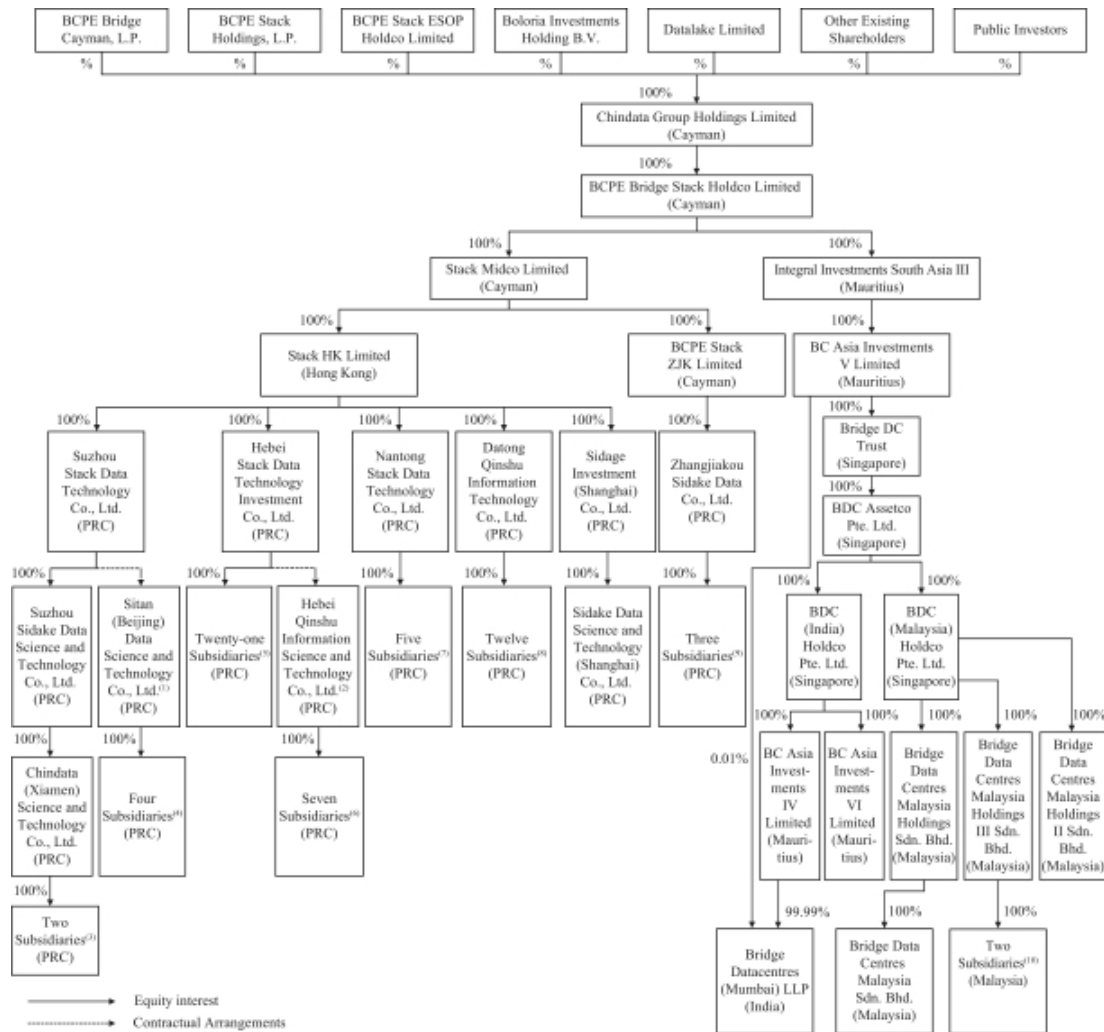 BCPE Bridge
Cayman, L.P.
BCPE Stack
Holdings, L.P.
BCPE Stack ESOP
Holdco Limited
Boloria Investments
Holding B.V.
Datalake Limited
Other Existing
Shareholders
Public Investors
%
%
%
%
%
%
%
100%
Chindata Group Holdings Limited
(Cayman)
100%
BCPE Bridge Stack Holdco Limited
(Cayman)
100%
100%
Stack Midco Limited
(Cayman)
Integral Investments South Asia III
(Mauritius)
100%
100%
100%
Stack HK Limited
(Hong Kong)
BCPE Stack
ZJK Limited
(Cayman)
BC Asia Investments
V Limited
(Mauritius)
100%
100%
100%
100%
100%
100%
100%
Suzhou
Stack Data
Technology
Co., Ltd.
(PRC)
Hebei
Stack Data
Technology
Investment
Co., Ltd.
(PRC)
Nantong
Stack Data
Technology
Co., Ltd.
(PRC)
Datong
Qinshu
Information
Technology
Co., Ltd.
(PRC)
Sidage
Investment
(Shanghai)
Co., Ltd.
(PRC)
Zhangjiakou
Sidake Data
Co., Ltd.
(PRC)
Bridge DC
Trust
(Singapore)
100%
BDC Assetco
Pte. Ltd.
(Singapore)
100%
100%
100%
100%
100%
100%
100%
100%
100%
100%
Suzhou
Sidake Data
Science and
Technology
Co., Ltd.
(PRC)
Sitan
(Beijing)
Data
Science and
Technology
Co., Ltd.(1)
(PRC)
Twenty-one
Subsidiaries(5)
(PRC)
Hebei
Qinshu
Information
Science and
Technology
Co., Ltd.(2)
(PRC)
Five
Subsidiaries(7)
(PRC)
Twelve
Subsidiaries(8)
(PRC)
Sidake Data
Science and
Technology
(Shanghai)
Co., Ltd.
(PRC)
Three
Subsidiaries(9)
(PRC)
BDC
(India)
Holdco
Pte. Ltd.
(Singapore)
BDC
(Malaysia)
Holdco
Pte. Ltd.
(Singapore)
100%
100%
100%
0.01%
100%
100%
100%
100%
100%
Chindata
(Xiamen)
Science and
Technology
Co., Ltd.
(PRC)
Four
Subsidiaries(4)
(PRC)
Seven
Subsidiaries(6)
(PRC)
BC Asia
Invest-
ments
IV
Limited
(Mauri-
tius)
BC Asia
Invest-
ments
VI
Limited
(Mauri-
tius)
Bridge
Data
Centres
Malaysia
Holdings
Sdn. Bhd.
(Malaysia)
Bridge
Data
Centres
Malaysia
Holdings
III Sdn.
Bhd.
(Malaysia)
Bridge
Data
Centres
Malaysia
Holdings
II Sdn.
Bhd.
(Malaysia)
100%
99.99%
100%
100%
Two
Subsidiaries(3)
(PRC)
Bridge
Datacentres
(Mumbai) LLP
(India)
Bridge Data
Centres
Malaysia
Sdn. Bhd.
(Malaysia)
Two
Subsidiaries(10)
(Malaysia)
Equity interest
Contractual Arrangements